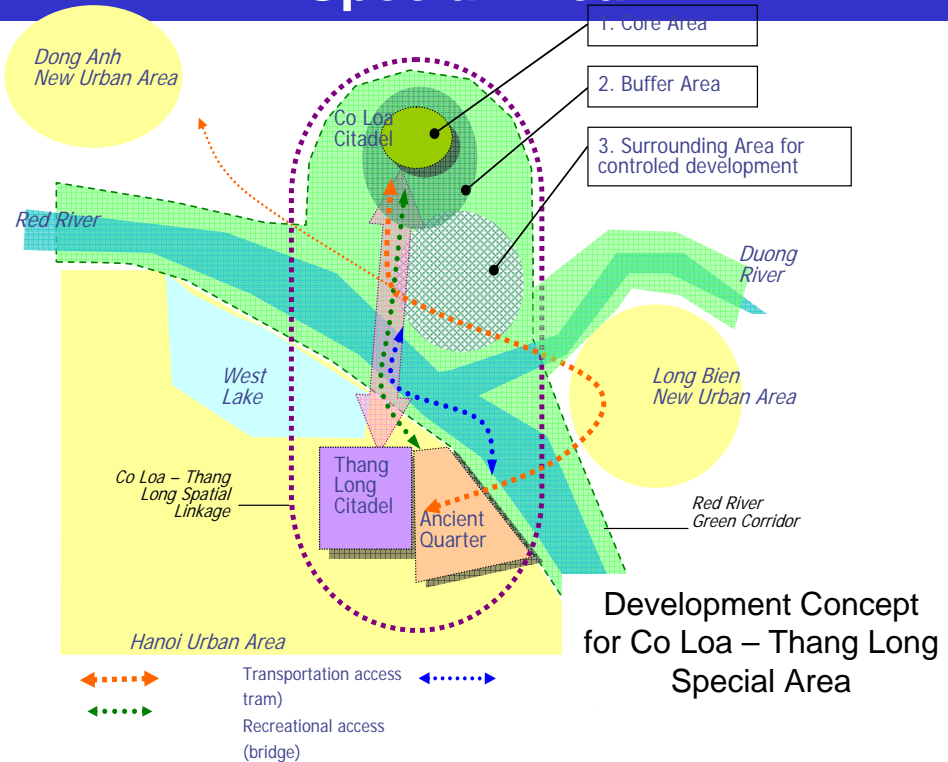 Special Area
1. Core Area
Dong Anh
New Urban Area
2. Buffer Area
Co Loa
Citadel
3. Surrounding Area for
controled development
Red River
Duong
River
West
Lake
Long Bien
New Urban Area
Co Loa – Thang
Long Spatial
Linkage
Thang
Long
Citadel
Ancient
Quarter
Red River
Green Corridor
Hanoi Urban Area
Development Concept
for Co Loa – Thang Long
Special Area
Transportation access
tram)
Recreational access
(bridge)